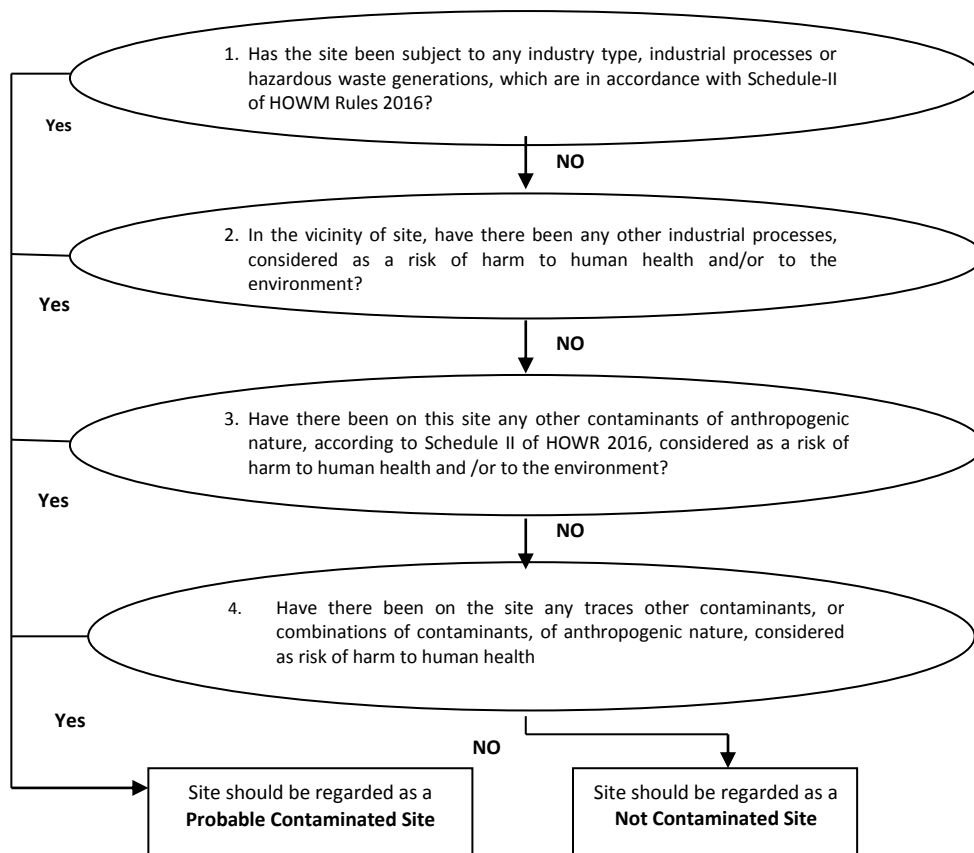 1. Has the site been subject to any industry type, industrial processes or
hazardous waste generations, which are in accordance with Schedule-II
of HOWM Rules 2016?
Yes
NO
2. In the vicinity of site, have there been any other industrial processes,
considered as a risk of harm to human health and/or to the
environment?
Yes
NO
3. Have there been on this site any other contaminants of anthropogenic
nature, according to Schedule II of HOWR 2016, considered as a risk of
harm to human health and /or to the environment?
Yes
NO
4. Have there been on the site any traces other contaminants, or
combinations of contaminants, of anthropogenic nature, considered
as risk of harm to human health
Yes
NO
Site should be regarded as a
Probable Contaminated Site
Site should be regarded as a
Not Contaminated Site